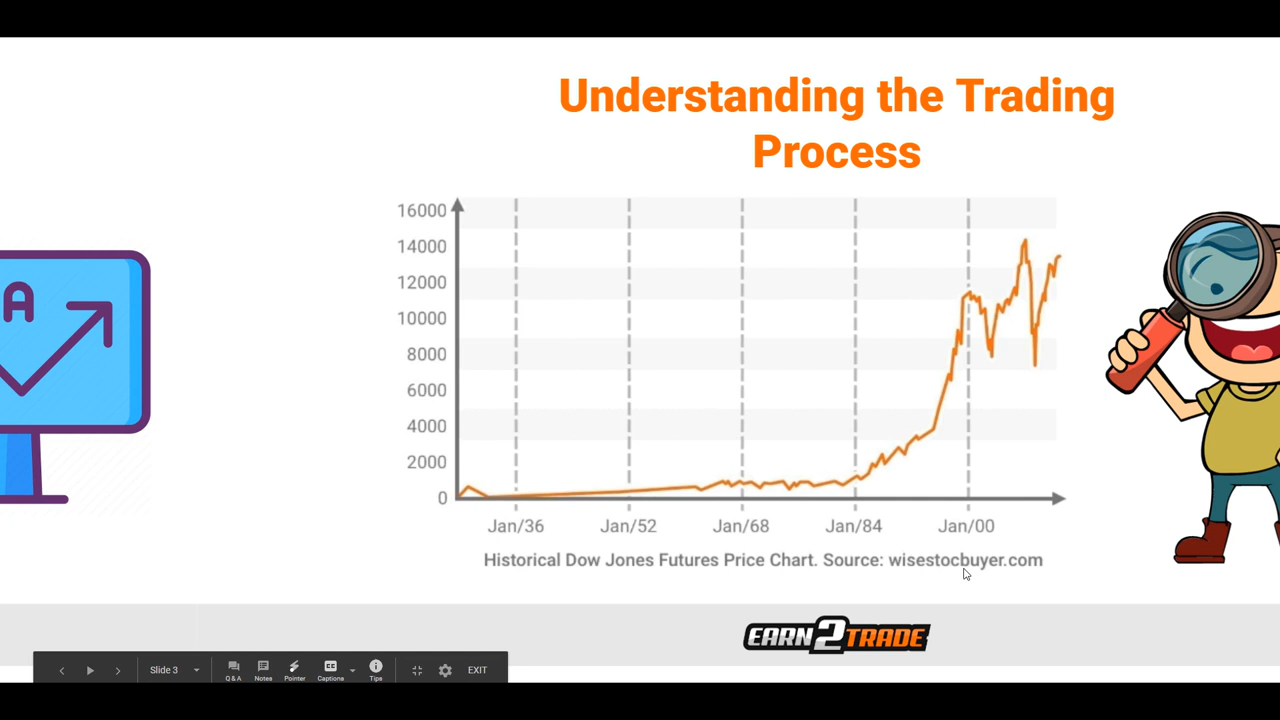 Understanding the Trading
Process
A
16000
14000
12000
10000
8000
6000
4000
2000
0
Jan/36 Jan/52 Jan/68 Jan/84 Jan/00
Historical Dow Jones Futures Price Chart. Source: wisestocbuyer.com
EARN2TRADE
Slide 3
Q & A Notes Pointer Captions Tips EXIT
CC